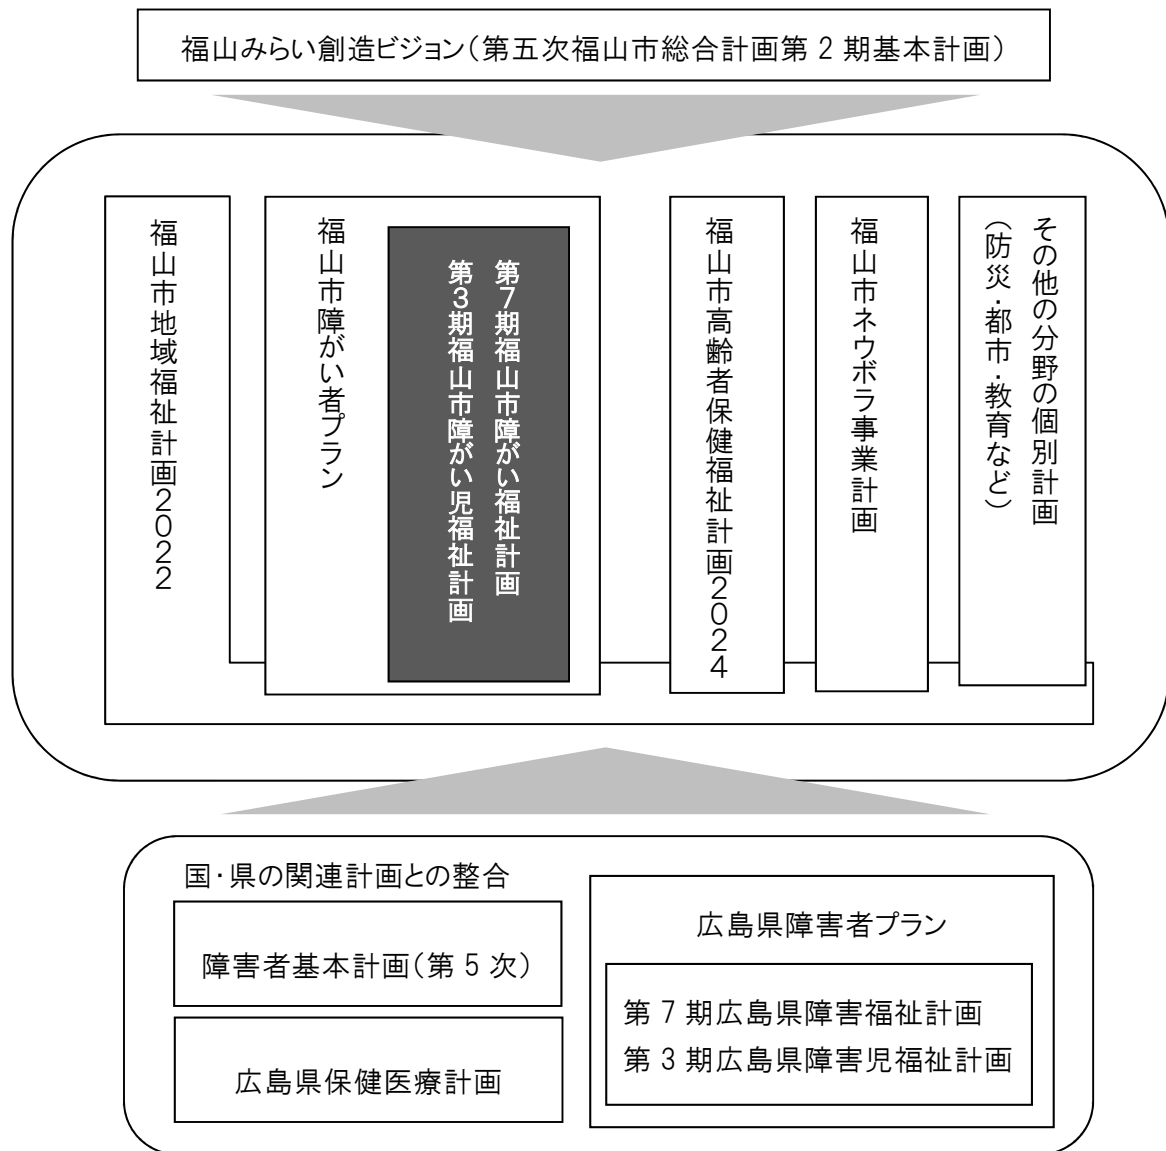 福山みらい創造ビジョン（第五次福山市総合計画第２期基本計画）
福山市地域福祉計画２０２２
福山市障がい者プラン
第７期福山市障がい福祉計画
第３期福山市障がい児福祉計画
福山市高齢者保健福祉計画２０２４
福山市ネウボラ事業計画
その他の分野の個別計画
（防災・都市・教育など）
国・県の関連計画との整合
障害者基本計画（第５次）
広島県保健医療計画
広島県障害者プラン
第７期広島県障害福祉計画
第３期広島県障害児福祉計画